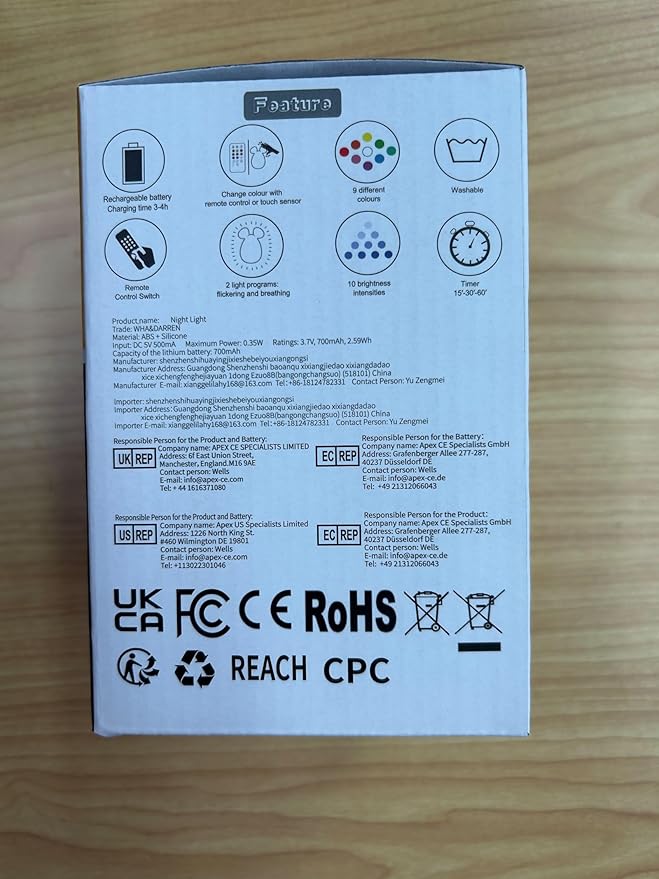 Feature
Rechargeable battery
Charging time 3-4h
Change colour with
remote control or touch sensor
9 different
colours
Washable
Remote
Control Switch
2 light programs:
flickering and breathing
10 brightness
intensities
Timer
15'-30'-60'
Product,name: Night Light
Trade: WHA&DARREN
Material: ABS + Silicone
Input: DC 5V 500mA Maximum Power: 0.35W Ratings: 3.7V, 700mAh, 2.59Wh
Capacity of the lithium battery: 700mAh
Manufacturer: shenzhenshihuayingjixieshebeiyouxiangongsi
Manufacturer Address: Guangdong Shenzhenshi baoanqu xixiangjiedao xixiangdadao
xice xichengfenghejiayuan 1dong Ezuo8B(bangongchangsuo) (518101) China
Manufacturer E-mail: xianggelilahy168@163.com Tel:+86-18124782331 Contact Person: Yu Zengmei
Importer: shenzhenshihuayingjixieshebeiyouxiangongsi
Importer Address: Guangdong Shenzhenshi baoanqu xixiangjiedao xixiangdadao
xice xichengfenghejiayuan 1dong Ezuo8B(bangongchangsuo) (518101) China
Importer E-mail: xianggelilahy168@163.com Tel:+86-18124782331 Contact Person: Yu Zengmei
Responsible Person for the Product and Battery:
UK REP
Company name: APEX CE SPECIALISTS LIMITED
Address: 6f East Union Street,
Manchester, England.M16 9AE
Contact person: Wells
E-mail: info@apex-ce.com
Tel: + 44 1616371080
Responsible Person for the Battery:
EC REP
Company name: Apex CE Specialists GmbH
Address: Grafenberger Allee 277-287,
40237 Düsseldorf DE
Contact person: Wells
E-mail: info@apex-ce.de
Tel: +49 21312066043
Responsible Person for the Product and Battery:
US REP
Company name: Apex US Specialists Limited
Address: 1226 North King St.
#460 Wilmington DE 19801
Contact person: Wells
E-mail: info@apex-ce.com
Tel: +113022301046
Responsible Person for the Product:
EC REP
Company name: Apex CE Specialists GmbH
Address: Grafenberger Allee 277-287,
40237 Düsseldorf DE
Contact person: Wells
E-mail: info@apex-ce.de
Tel: +49 21312066043
UK
CA FC CE RoHS
REACH CPC